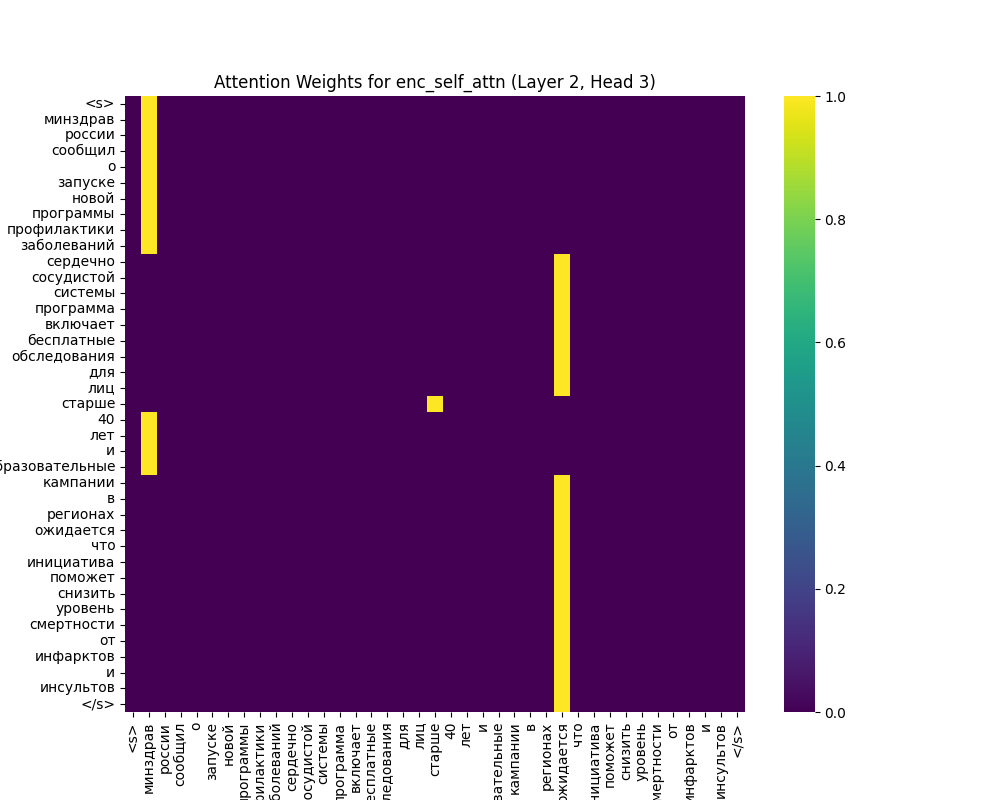 Attention Weights for enc_self_attn (Layer 2, Head 3)
<s>
минздрав
россии
сообщил
о
запуске
новой
программы
профилактики
заболеваний
сердечно
сосудистой
системы
программа
включает
бесплатные
обследования
для
лиц
старше
40
лет
и
бразовательные
кампании
в
регионах
ожидается
что
инициатива
поможет
снизить
уровень
смертности
от
инфарктов
и
инсультов
</s>
<s>
минздрав
россии
сообщил
о
запуске
новой
программы
рилактики
болеваний
сердечно
осудистой
системы
программа
включает
есплатные
ледования
для
лиц
старше
40
лет
и
вательные
кампании
в
регионах
ожидается
что
нициатива
поможет
снизить
уровень
мертности
от
инфарктов
и
инсультов
</s>
1.0
0.8
0.6
0.4
0.2
0.0